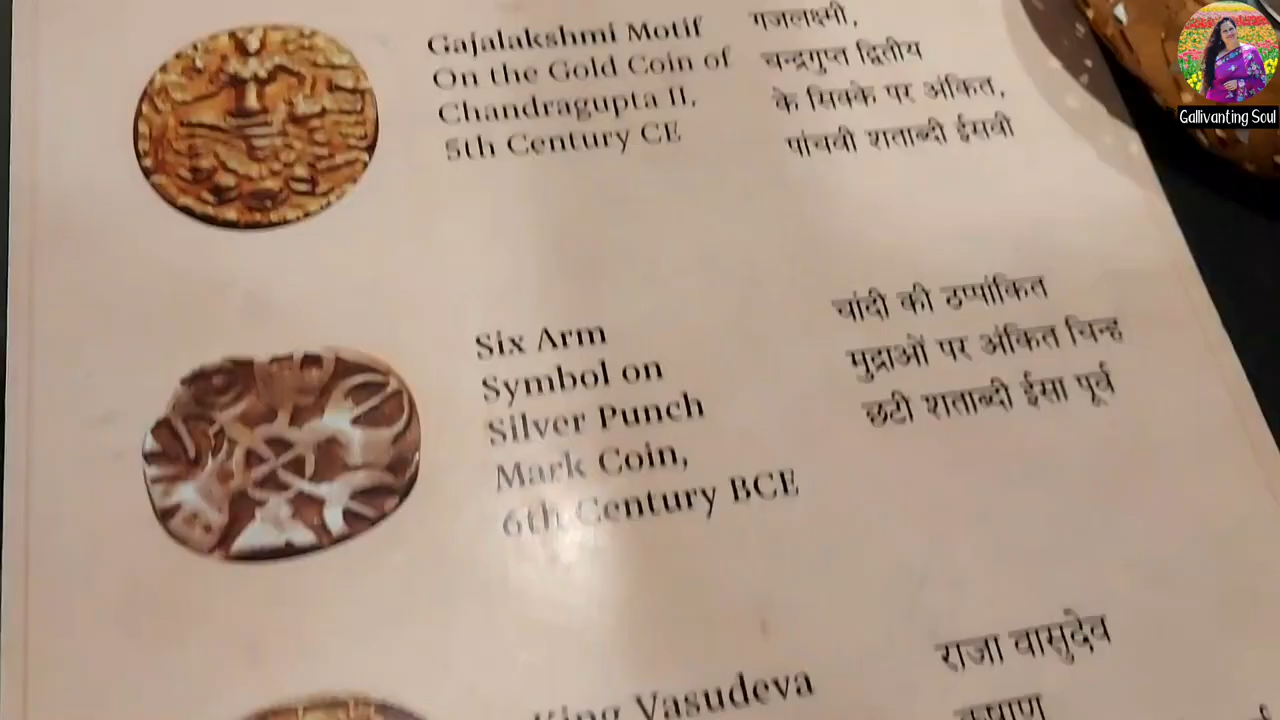 Gajalakshmi Motif
On the Gold Coin of
Chandragupta II,
5th Century CE
गजलक्ष्मी,
चन्द्रगुप्त द्वितीय
के सिक्के पर अंकित,
पांचवी शताब्दी ईसवी
Six Arm
Symbol on
Silver Punch
Mark Coin,
6th Century BCE
चांदी की ठप्पांकित
मुद्राओं पर अंकित चिन्ह
छटी शताब्दी ईसा पूर्व
King Vasudeva
राजा वासुदेव
Gallivanting Soul